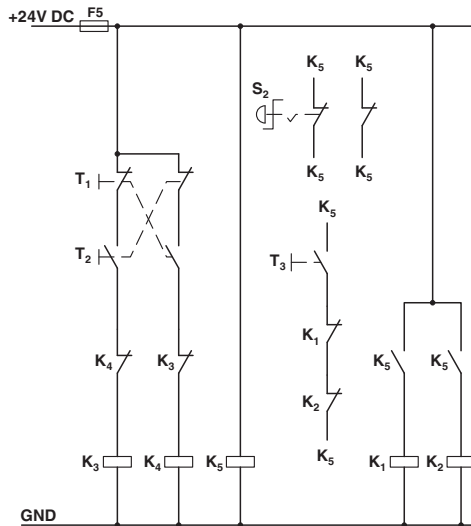 +24V DC F5
K5 K5
S2
K5 K5
T1
K5
T2 T3
K1
K4 K3 K5 K5
K2
K3 K4 K5 K5 K1 K2
GND